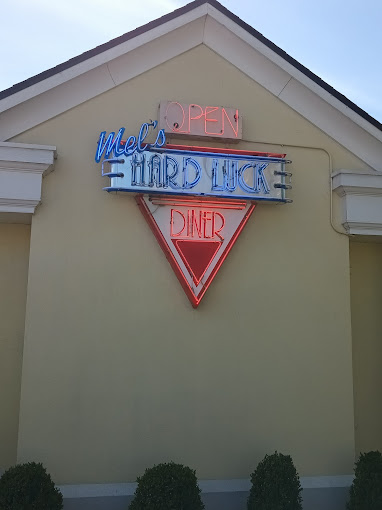 OPEN
Mel's
HARD LUCK
DINER